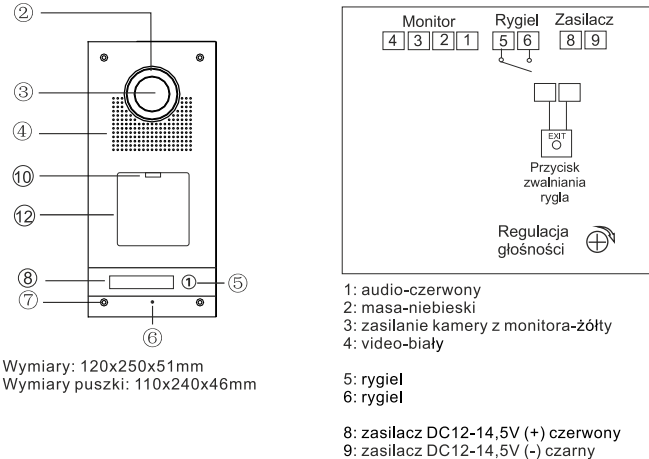 ②
③
④
⑩
⑫
⑧
① ⑤
⑦
⑥
Wymiary: 120x250x51mm
Wymiary puszki: 110x240x46mm
Monitor Rygiel Zasilacz
4 3 2 1 5 6 8 9
EXIT
Przycisk
zwalniania
rygla
Regulacja
głośności
1: audio-czerwony
2: masa-niebieski
3: zasilanie kamery z monitora-żółty
4: video-biały
5: rygiel
6: rygiel
8: zasilacz DC12-14,5V (+) czerwony
9: zasilacz DC12-14,5V (-) czarny